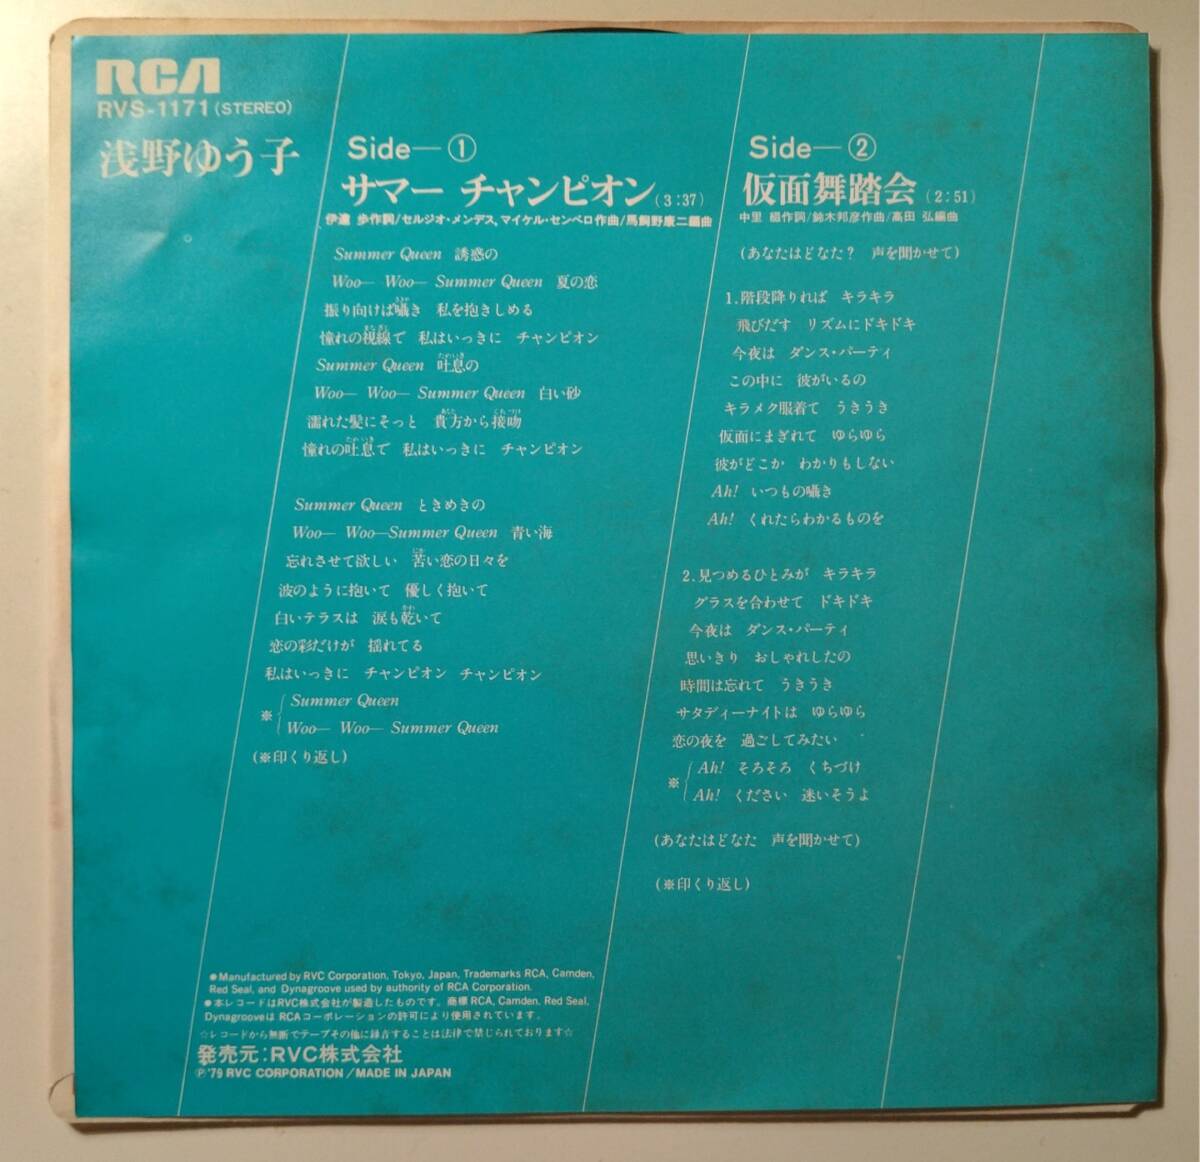 RCA
RVS-1171 (STEREO)
浅野ゆう子
Side—①
サマー チャンピオン(3:37)
伊達 歩作詞/セルジオ・メンデス、マイケル・センベロ作曲/馬飼野康二編曲
Summer Queen 誘惑の
Woo— Woo— Summer Queen 夏の恋
振り向けば囁き 私を抱きしめる
憧れの視線で 私はいっきに チャンピオン
Summer Queen 吐息の
Woo— Woo— Summer Queen 白い砂
濡れた髪にそっと 貴方から接吻
憧れの吐息で 私はいっきに チャンピオン
Summer Queen ときめきの
Woo— Woo—Summer Queen 青い海
忘れさせて欲しい 苦い恋の日々を
波のように抱いて 優しく抱いて
白いテラスは 涙も乾いて
恋の彩だけが 揺れてる
私はいっきに チャンピオン チャンピオン
※ Summer Queen
Woo— Woo— Summer Queen
(※印くり返し)
Side—②
仮面舞踏会(2:51)
中里 綴作詞/鈴木邦彦作曲/高田 弘編曲
(あなたはどなた? 声を聞かせて)
1.階段降りれば キラキラ
飛びだす リズムにドキドキ
今夜は ダンス・パーティ
この中に 彼がいるの
キラメク服着て うきうき
仮面にまぎれて ゆらゆら
彼がどこか わかりもしない
Ah! いつもの囁き
Ah! くれたらわかるものを
2.見つめるひとみが キラキラ
グラスを合わせて ドキドキ
今夜は ダンス・パーティ
思いきり おしゃれしたの
時間は忘れて うきうき
サタディーナイトは ゆらゆら
恋の夜を 過ごしてみたい
※ Ah! そろそろ くちづけ
Ah! ください 迷いそうよ
(あなたはどなた 声を聞かせて)
(※印くり返し)
●Manufactured by RVC Corporation, Tokyo, Japan, Trademarks RCA, Camden,
Red Seal, and Dynagroove used by authority of RCA Corporation.
●本レコードはRVC株式会社が製造したものです。商標RCA, Camden, Red Seal,
DynagrooveはRCAコーポレーションの許可により使用されています。
☆レコードから無断でテープその他に録音することは法律で禁じられております☆
発売元:RVC株式会社
Ⓟ'79 RVC CORPORATION/MADE IN JAPAN